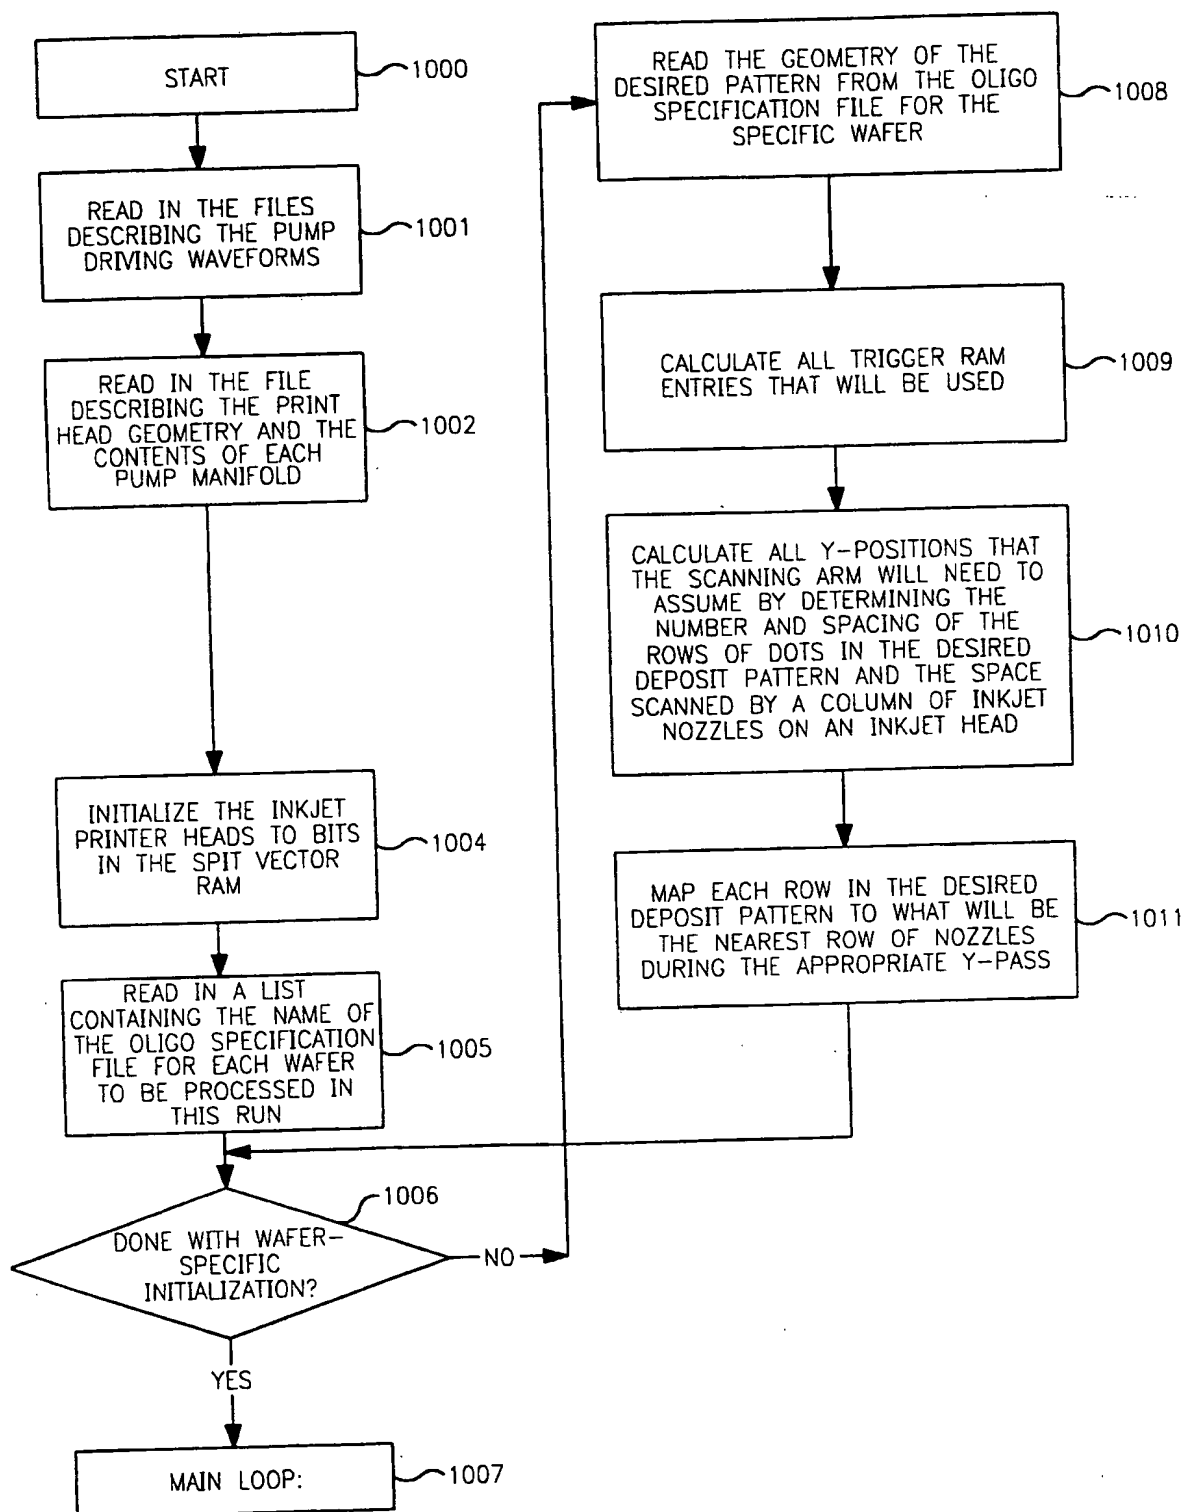 START
1000
READ IN THE FILES
DESCRIBING THE PUMP
DRIVING WAVEFORMS
1001
READ IN THE FILE
DESCRIBING THE PRINT
HEAD GEOMETRY AND THE
CONTENTS OF EACH
PUMP MANIFOLD
1002
INITIALIZE THE INKJET
PRINTER HEADS TO BITS
IN THE SPIT VECTOR
RAM
1004
READ IN A LIST
CONTAINING THE NAME OF
THE OLIGO SPECIFICATION
FILE FOR EACH WAFER
TO BE PROCESSED IN
THIS RUN
1005
DONE WITH WAFER-
SPECIFIC
INITIALIZATION?
1006
NO
YES
MAIN LOOP:
1007
READ THE GEOMETRY OF THE
DESIRED PATTERN FROM THE OLIGO
SPECIFICATION FILE FOR THE
SPECIFIC WAFER
1008
CALCULATE ALL TRIGGER RAM
ENTRIES THAT WILL BE USED
1009
CALCULATE ALL Y-POSITIONS THAT
THE SCANNING ARM WILL NEED TO
ASSUME BY DETERMINING THE
NUMBER AND SPACING OF THE
ROWS OF DOTS IN THE DESIRED
DEPOSIT PATTERN AND THE SPACE
SCANNED BY A COLUMN OF INKJET
NOZZLES ON AN INKJET HEAD
1010
MAP EACH ROW IN THE DESIRED
DEPOSIT PATTERN TO WHAT WILL BE
THE NEAREST ROW OF NOZZLES
DURING THE APPROPRIATE Y-PASS
1011